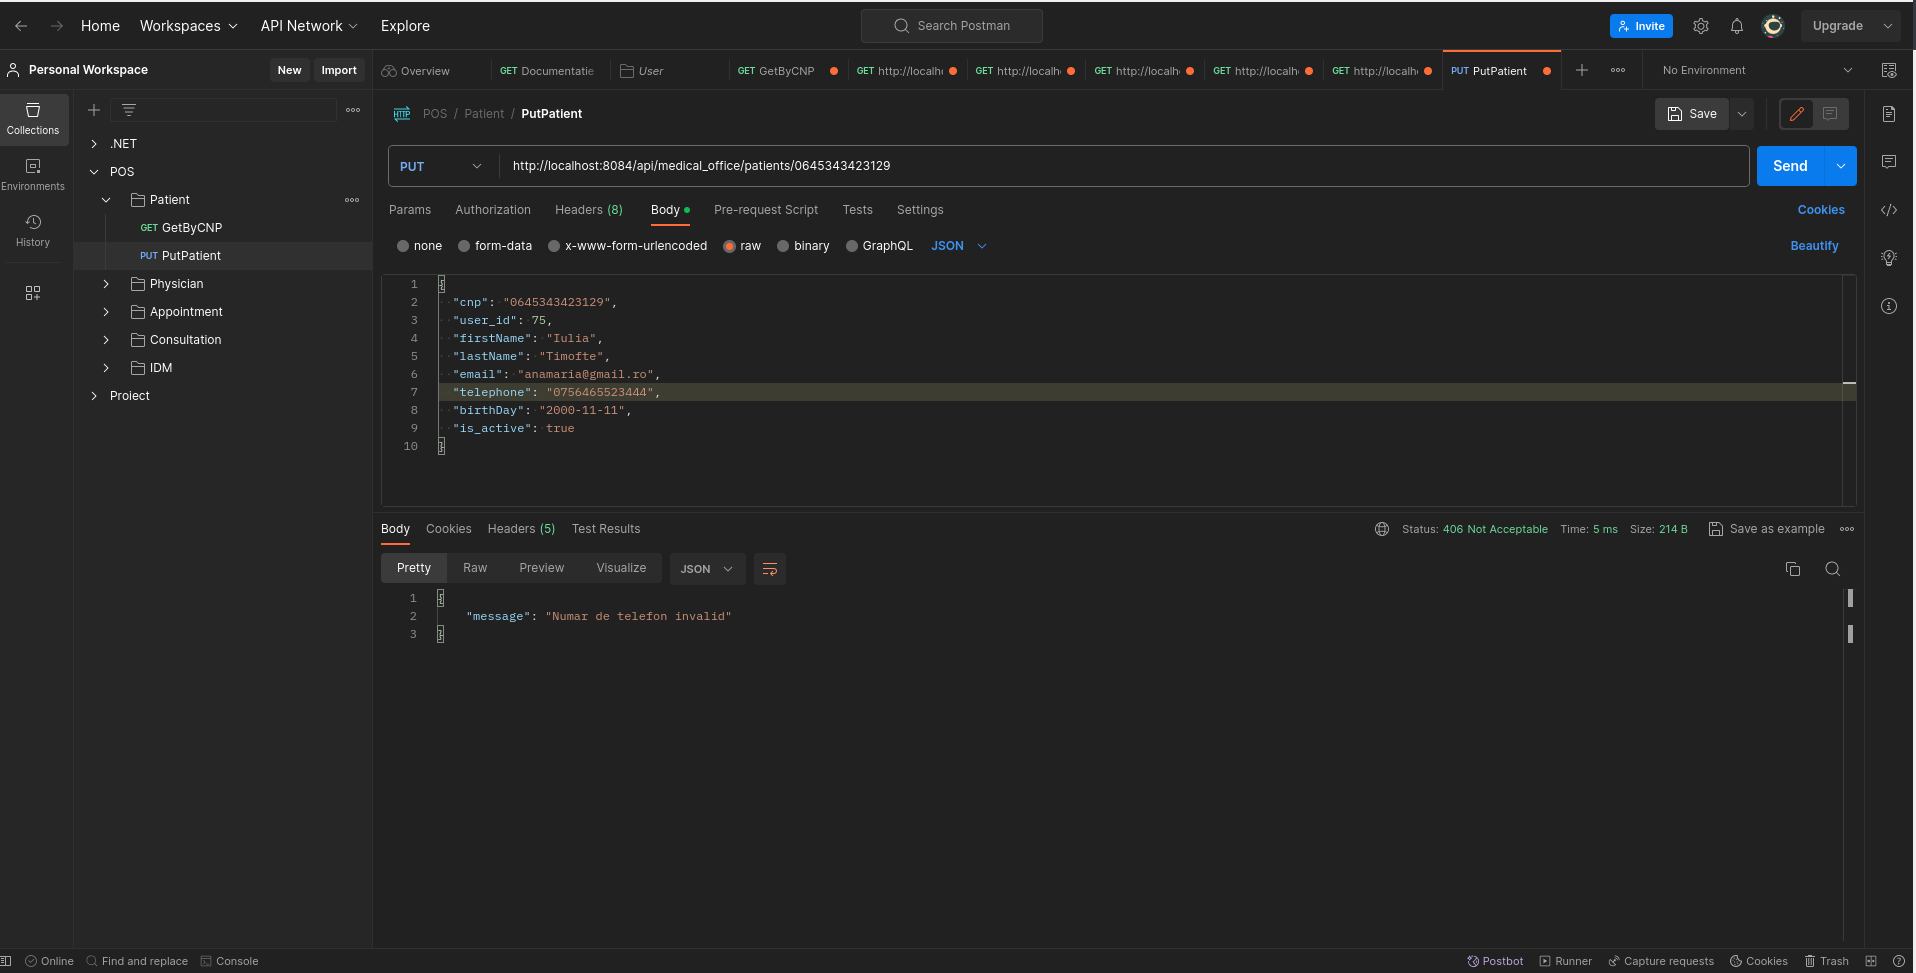 Home Workspaces API Network Explore Search Postman Invite Upgrade
Personal Workspace New Import Overview GET Documentatie User GET GetByCNP GET http://localh GET http://localh GET http://localh GET http://localh GET http://localh PUT PutPatient No Environment
Collections
Environments
History
.NET
POS
Patient
GET GetByCNP
PUT PutPatient
Physician
Appointment
Consultation
IDM
Proiect
HTTP POS / Patient / PutPatient Save
PUT http://localhost:8084/api/medical_office/patients/0645343423129 Send
Params Authorization Headers (8) Body Pre-request Script Tests Settings Cookies
none form-data x-www-form-urlencoded raw binary GraphQL JSON Beautify
1 {
2 "cnp": "0645343423129",
3 "user_id": 75,
4 "firstName": "Iulia",
5 "lastName": "Timofte",
6 "email": "anamaria@gmail.ro",
7 "telephone": "0756465523444",
8 "birthDay": "2000-11-11",
9 "is_active": true
10 }
Body Cookies Headers (5) Test Results Status: 406 Not Acceptable Time: 5 ms Size: 214 B Save as example
Pretty Raw Preview Visualize JSON
1 {
2 "message": "Numar de telefon invalid"
3 }
Online Find and replace Console Postbot Runner Capture requests Cookies Trash